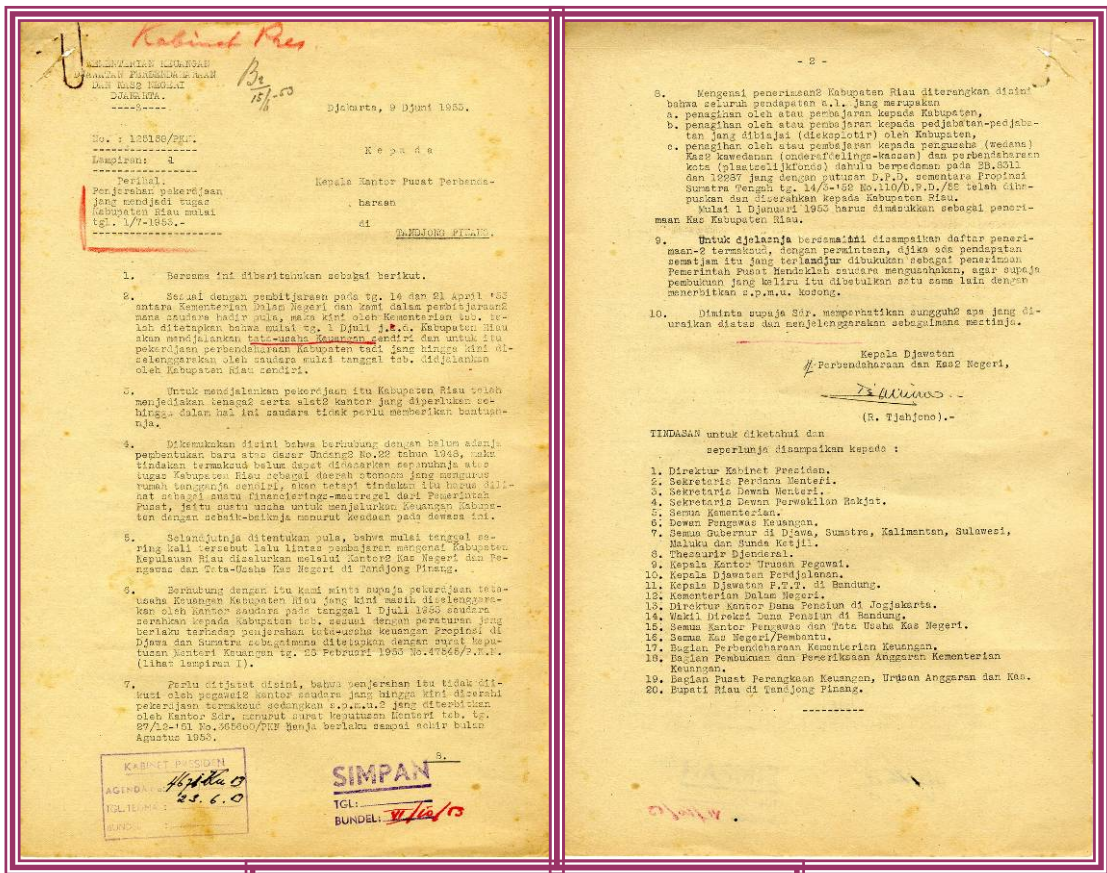 Kabinet Pres.
KEMENTERIAN KEUANGAN
DJAWATAN PERBENDAHARAAN
DAN KAS2 NEGERI
DJAKARTA.
Djakarta, 9 Djuni 1953.
No. : 125139/PKN.
K e p a d a
Lampiran: 1
Perihal:
Penjerahan pekerdjaan
jang mendjadi tugas
Kabupaten Riau mulai
tgl. 1/7-1953.-
Kepala Kantor Pusat Perbenda-
haraan
di
TANDJONG PINANG.
1. Bersama ini diberitahukan sebagai berikut.
2. Sesuai dengan pembitjaraan pada tg. 14 dan 21 April '53
antara Kementerian Dalam Negeri dan kami dalam pembitjaraan2
mana saudara hadir pula, maka kini oleh Kementerian tsb. te-
lah ditetapkan bahwa mulai tg. 1 Djuli j.a.d. Kabupaten Riau
akan mendjalankan tata-usaha Keuangan sendiri dan untuk itu
pekerdjaan perbendaharaan Kabupaten tadi jang hingga kini di-
selenggarakan oleh saudara mulai tanggal tsb. didjalankan
oleh Kabupaten Riau sendiri.
3. Untuk mendjalankan pekerdjaan itu Kabupaten Riau telah
menjediakan tenaga2 serta alat2 kantor jang diperlukan se-
hingga dalam hal ini saudara tidak perlu memberikan bantuan-
nja.
4. Dikemukakan disini bahwa berhubung dengan belum adanja
pembentukan baru atas dasar Undang2 No.22 tahun 1948, maka
tindakan termaksud belum dapat didasarkan sepenuhnja atas
tugas Kabupaten Riau sebagai daerah otonoom jang mengurus
rumah tangganja sendiri, akan tetapi tindakan itu harus dili-
hat sebagai suatu financierings-maatregel dari Pemerintah
Pusat, jaitu suatu usaha untuk menjalurkan Keuangan Kabupa-
ten dengan sebaik-baiknja menurut keadaan pada dewasa ini.
5. Selandjutnja ditentukan pula, bahwa mulai tanggal se-
ring kali tersebut lalu lintas pembajaran mengenai Kabupaten
Kepulauan Riau disalurkan melalui Kantor2 Kas Negeri dan Pe-
ngawas dan Tata-Usaha Kas Negeri di Tandjong Pinang.
6. Berhubung dengan itu kami minta supaja pekerdjaan tata-
usaha Keuangan Kabupaten Riau jang kini masih diselenggara-
kan oleh Kantor saudara pada tanggal 1 Djuli 1953 saudara
serahkan kepada Kabupaten tsb. sesuai dengan peraturan jang
berlaku terhadap penjerahan tata-usaha keuangan Propinsi di
Djawa dan Sumatra sebagaimana ditetapkan dengan surat kepu-
tusan Menteri Keuangan tg. 25 Pebruari 1953 No.47545/P.K.N.
(lihat lampiran I).
7. Perlu ditjatat disini, bahwa penjerahan itu tidak dii-
kuti oleh pegawai2 kantor saudara jang hingga kini diserahi
pekerdjaan termaksud sedangkan s.p.m.u.2 jang diterbitkan
oleh Kantor Sdr. menurut surat keputusan Menteri tsb. tg.
27/12-'51 No.365650/PKN hanja berlaku sampai achir bulan
Agustus 1953.
8.
KABINET PRESIDEN
AGENDA
TGL. TERIMA : 23.6.53
BUNDEL :
SIMPAN
TGL:
BUNDEL: VI/10/53
- 2 -
8. Mengenai penerimaan2 Kabupaten Riau diterangkan disini
bahwa seluruh pendapatan a.l. jang merupakan
a. penagihan oleh atau pembajaran kepada Kabupaten,
b. penagihan oleh atau pembajaran kepada pedjabatan-pedjaba-
tan jang dibiajai (diekoplotir) oleh Kabupaten,
c. penagihan oleh atau pembajaran kepada pengusaha (wedana)
Kas2 kawedanan (onderafdelings-kassen) dan perbendaharaan
kota (plaatselijkfonds) dahulu berpedoman pada BB.8311
dan 12287 jang dengan putusan D.P.D. sementara Propinsi
Sumatra Tengah tg. 14/3-'52 No.110/D.P.D./52 telah diha-
puskan dan diserahkan kepada Kabupaten Riau.
Mulai 1 Djanuari 1953 harus dimasukkan sebagai peneri-
maan Kas Kabupaten Riau.
9. Untuk djelasnja bersamaini disampaikan daftar peneri-
maan-2 termaksud, dengan permintaan, djika ada pendapatan
sematjam itu jang terlandjur dibukukan sebagai penerimaan
Pemerintah Pusat Hendaklah saudara mengusahakan, agar supaja
pembukuan jang keliru itu dibetulkan satu sama lain dengan
menerbitkan s.p.m.u. kosong.
10. Diminta supaja Sdr. memperhatikan sungguh2 apa jang di-
uraikan diatas dan menjelenggarakan sebagaimana mestinja.
Kepala Djawatan
Perbendaharaan dan Kas2 Negeri,
(R. Tjahjono).-
TINDASAN untuk diketahui dan
seperlunja disampaikan kepada :
1. Direktur Kabinet Presiden.
2. Sekretaris Perdana Menteri.
3. Sekretaris Dewan Menteri.
4. Sekretaris Dewan Perwakilan Rakjat.
5. Semua Kementerian.
6. Dewan Pengawas Keuangan.
7. Semua Gubernur di Djawa, Sumatra, Kalimantan, Sulawesi,
Maluku dan Sunda Ketjil.
8. Thesaurir Djenderal.
9. Kepala Kantor Urusan Pegawai.
10. Kepala Djawatan Perdjalanan.
11. Kepala Djawatan P.T.T. di Bandung.
12. Kementerian Dalam Negeri.
13. Direktur Kantor Dana Pensiun di Jogjakarta.
14. Wakil Direksi Dana Pensiun di Bandung.
15. Semua Kantor Pengawas dan Tata Usaha Kas Negeri.
16. Semua Kas Negeri/Pembantu.
17. Bagian Perbendaharaan Kementerian Keuangan.
18. Bagian Pembukuan dan Pemeriksaan Anggaran Kementerian
Keuangan.
19. Bagian Pusat Perangkaan Keuangan, Urusan Anggaran dan Kas.
20. Bupati Riau di Tandjong Pinang.